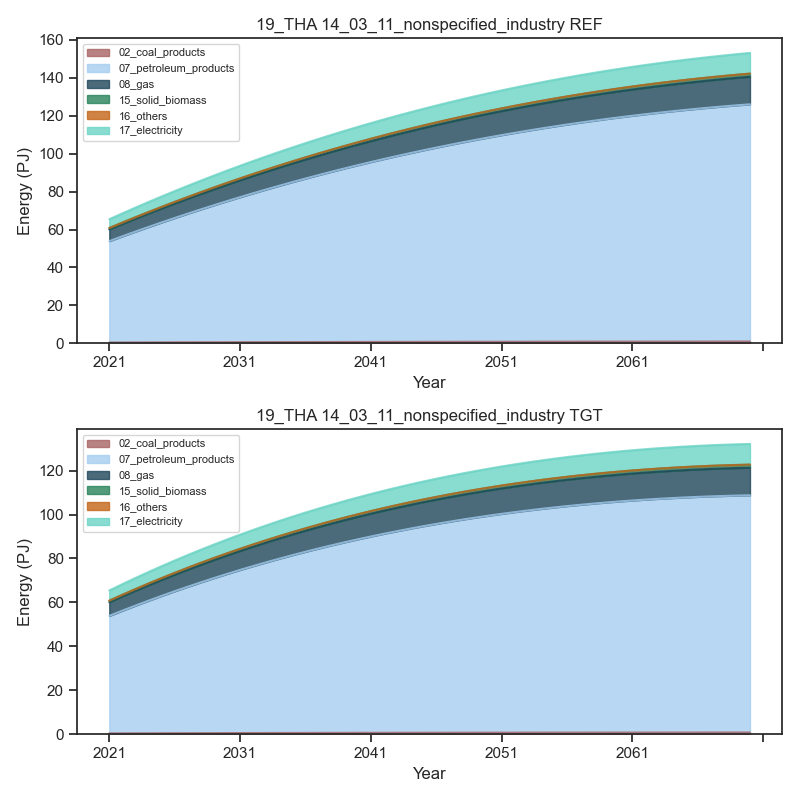 19_THA 14_03_11_nonspecified_industry REF
160
140
120
100
80
60
40
20
0
Energy (PJ)
02_coal_products
07_petroleum_products
08_gas
15_solid_biomass
16_others
17_electricity
2021
2031
2041
2051
2061
Year
19_THA 14_03_11_nonspecified_industry TGT
120
100
80
60
40
20
0
Energy (PJ)
02_coal_products
07_petroleum_products
08_gas
15_solid_biomass
16_others
17_electricity
2021
2031
2041
2051
2061
Year